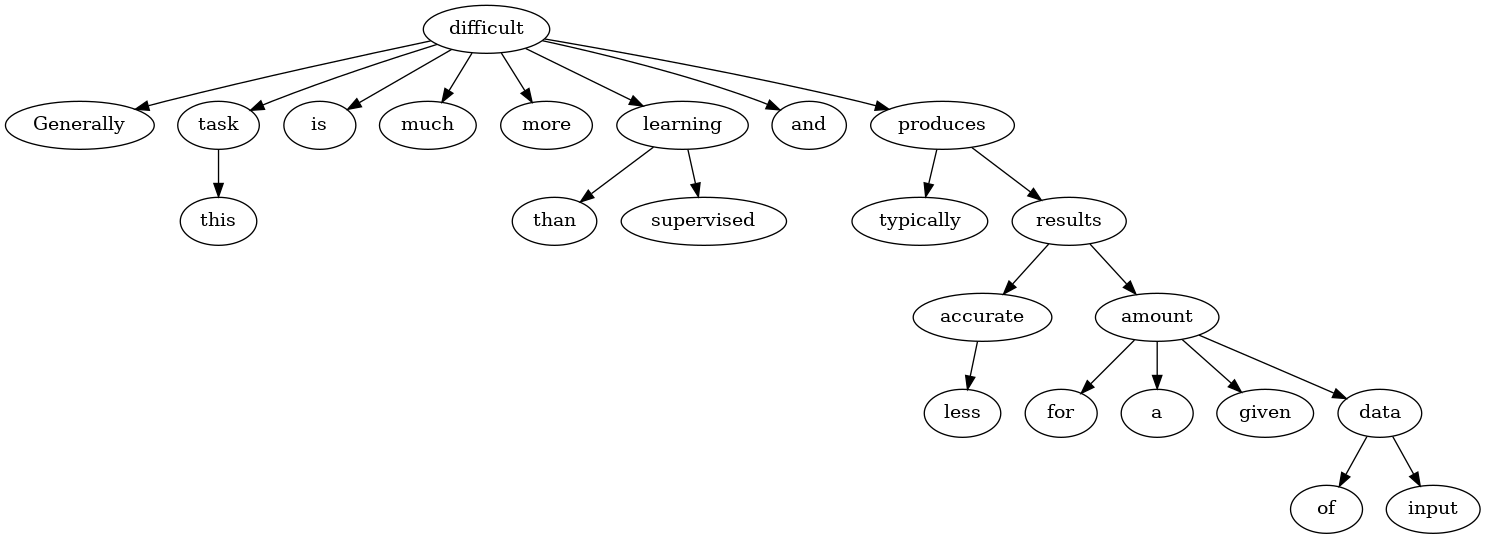 difficult
Generally task is much more learning and produces
this than supervised typically results
accurate amount
less for a given data
of input